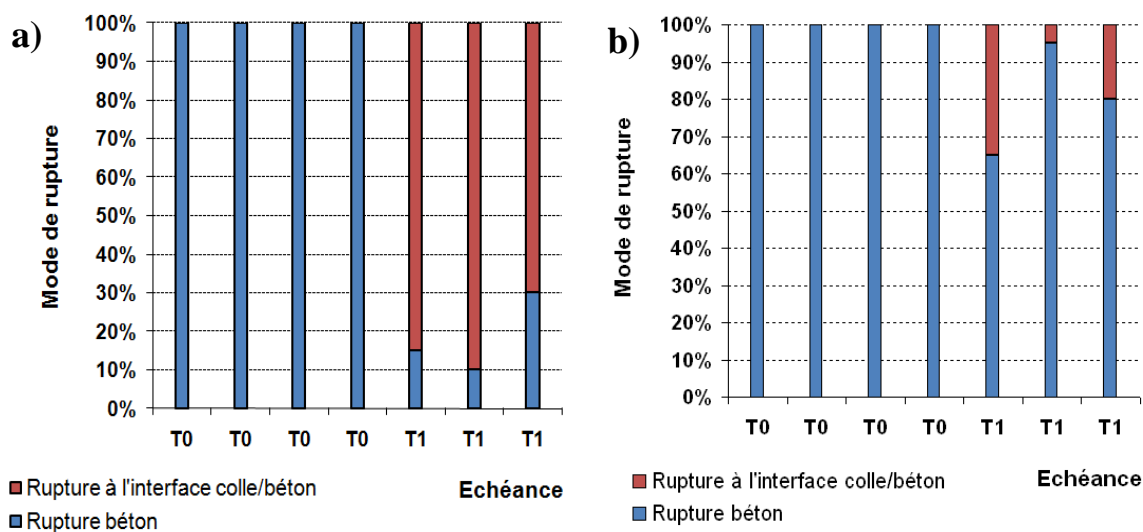 a)
Mode de rupture
100%
90%
80%
70%
60%
50%
40%
30%
20%
10%
0%
T0 T0 T0 T0 T1 T1 T1
Rupture à l'interface colle/béton
Echéance
Rupture béton
b)
Mode de rupture
100%
90%
80%
70%
60%
50%
40%
30%
20%
10%
0%
T0 T0 T0 T0 T1 T1 T1
Rupture à l'interface colle/béton
Echéance
Rupture béton